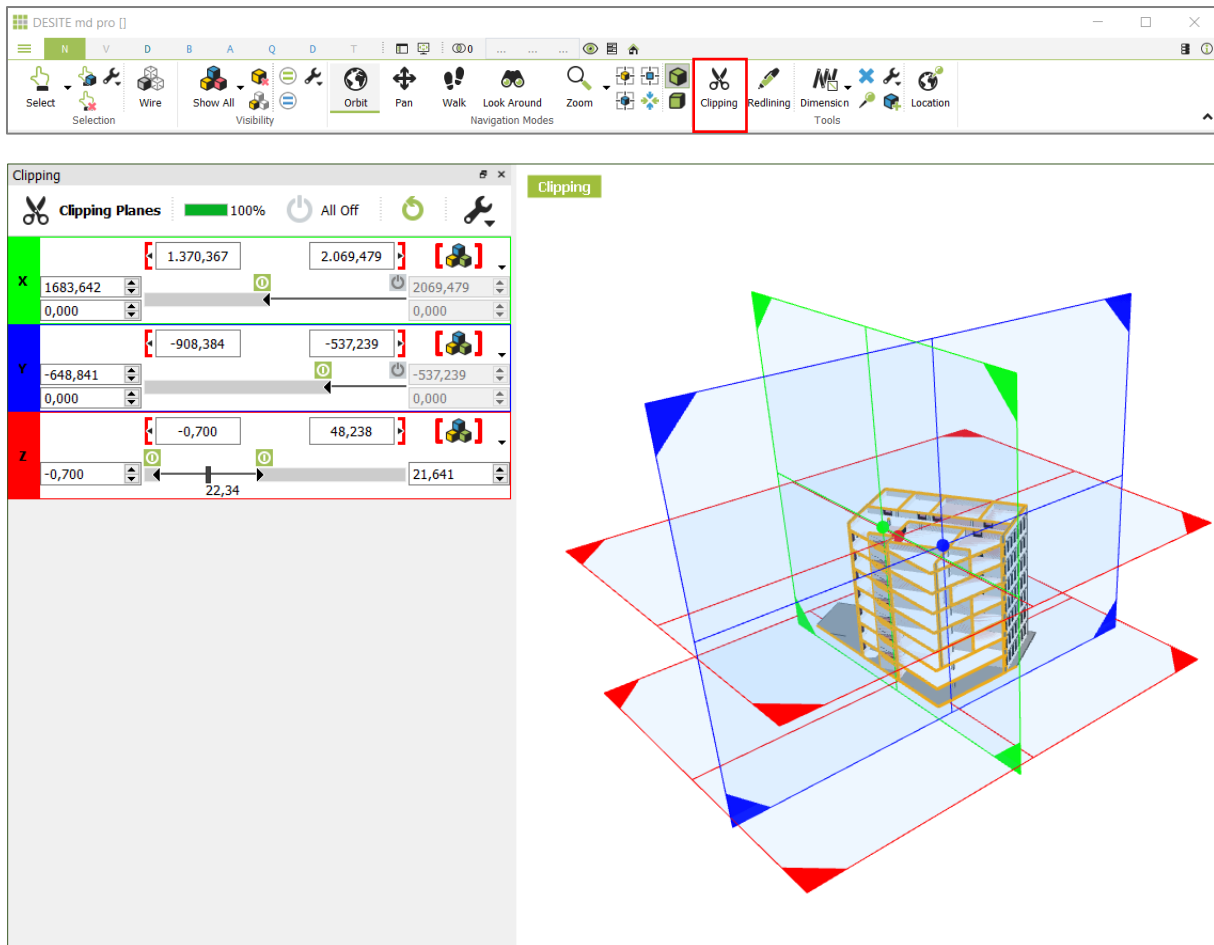 DESITE md pro []
N V D B A Q D T 0 ... ... ...
Select Wire Show All Orbit Pan Walk Look Around Zoom Clipping Redlining Dimension Location
Selection Visibility Navigation Modes Tools
Clipping
Clipping Planes 100% All Off
Clipping
X
1.370,367 2.069,479
1683,642 2069,479
0,000 0,000
Y
-908,384 -537,239
-648,841 -537,239
0,000 0,000
Z
-0,700 48,238
-0,700 21,641
22,34